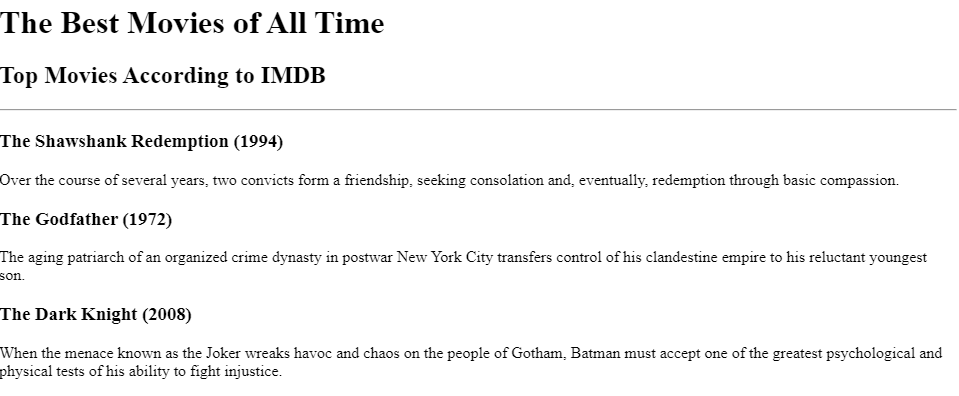 The Best Movies of All Time
Top Movies According to IMDB
The Shawshank Redemption (1994)
Over the course of several years, two convicts form a friendship, seeking consolation and, eventually, redemption through basic compassion.
The Godfather (1972)
The aging patriarch of an organized crime dynasty in postwar New York City transfers control of his clandestine empire to his reluctant youngest
son.
The Dark Knight (2008)
When the menace known as the Joker wreaks havoc and chaos on the people of Gotham, Batman must accept one of the greatest psychological and
physical tests of his ability to fight injustice.